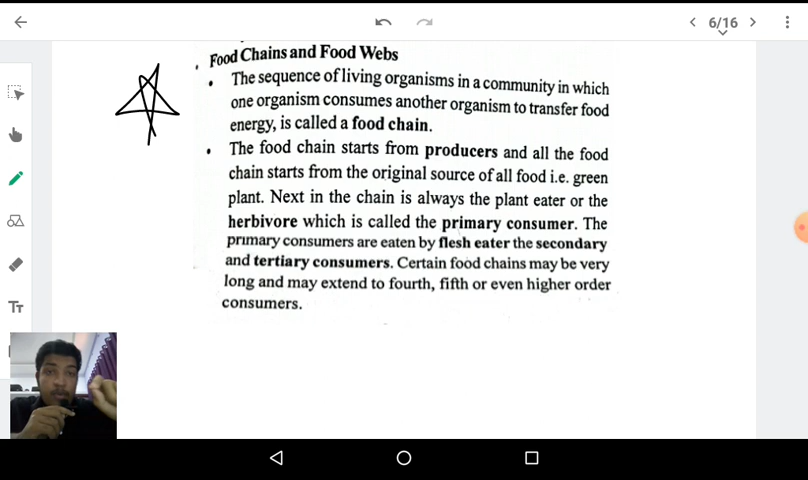 6/16
Food Chains and Food Webs
• The sequence of living organisms in a community in which
one organism consumes another organism to transfer food
energy, is called a food chain.
• The food chain starts from producers and all the food
chain starts from the original source of all food i.e. green
plant. Next in the chain is always the plant eater or the
herbivore which is called the primary consumer. The
primary consumers are eaten by flesh eater the secondary
and tertiary consumers. Certain food chains may be very
long and may extend to fourth, fifth or even higher order
consumers.
Tт